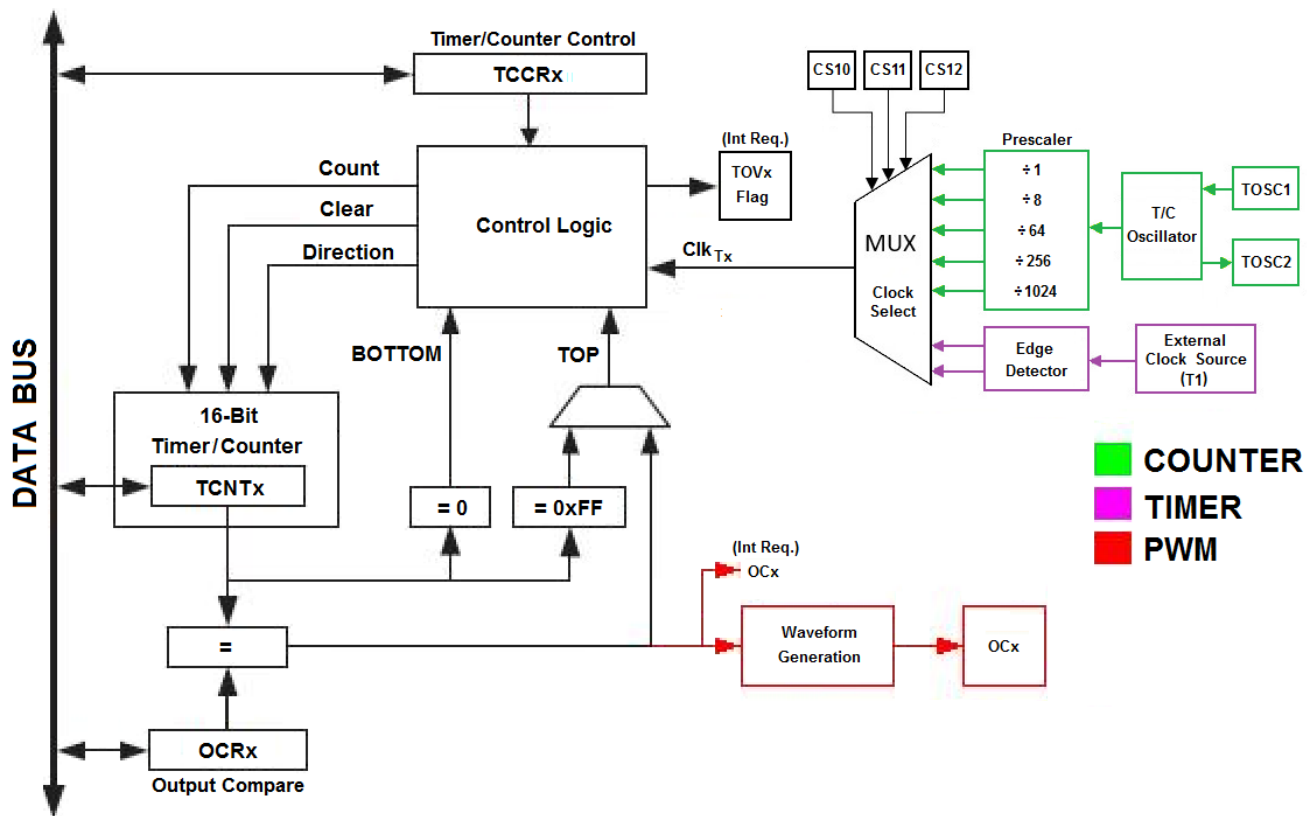 Timer/Counter Control
TCCRx
CS10
CS11
CS12
(Int Req.)
TOVx
Flag
Prescaler
÷1
÷8
÷64
÷256
÷1024
T/C
Oscillator
TOSC1
TOSC2
Count
Clear
Direction
Control Logic
Clk Tx
MUX
Clock
Select
BOTTOM
TOP
Edge
Detector
External
Clock Source
(T1)
DATA BUS
16-Bit
Timer/Counter
TCNTx
= 0
= 0xFF
COUNTER
TIMER
PWM
(Int Req.)
OCx
=
Waveform
Generation
OCx
OCRx
Output Compare